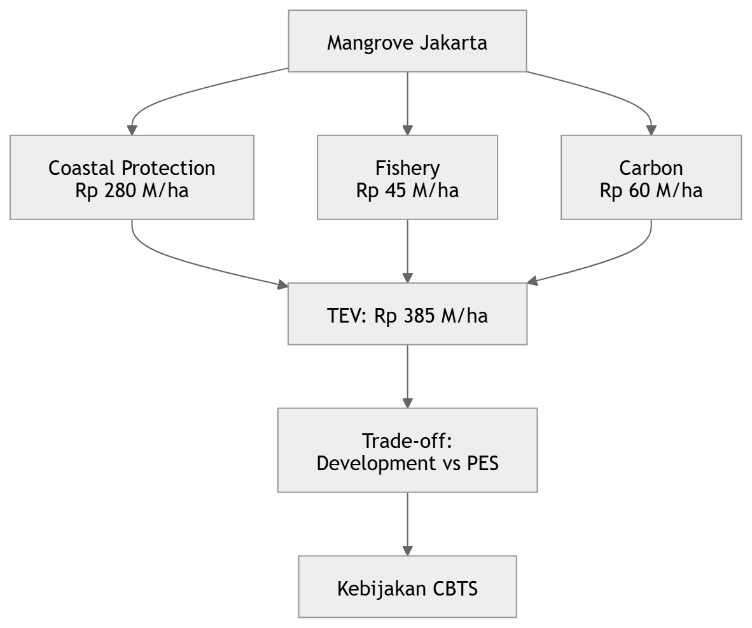 Mangrove Jakarta
Coastal Protection
Rp 280 M/ha
Fishery
Rp 45 M/ha
Carbon
Rp 60 M/ha
TEV: Rp 385 M/ha
Trade-off:
Development vs PES
Kebijakan CBTS